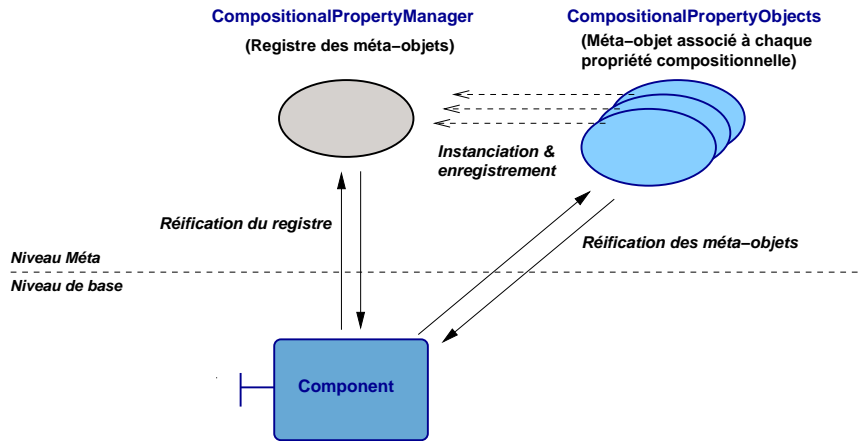 CompositionalPropertyManager
(Registre des méta−objets)
CompositionalPropertyObjects
(Méta−objet associé à chaque
propriété compositionnelle)
Instanciation &
enregistrement
Réification du registre
Réification des méta−objets
Niveau Méta
Niveau de base
Component